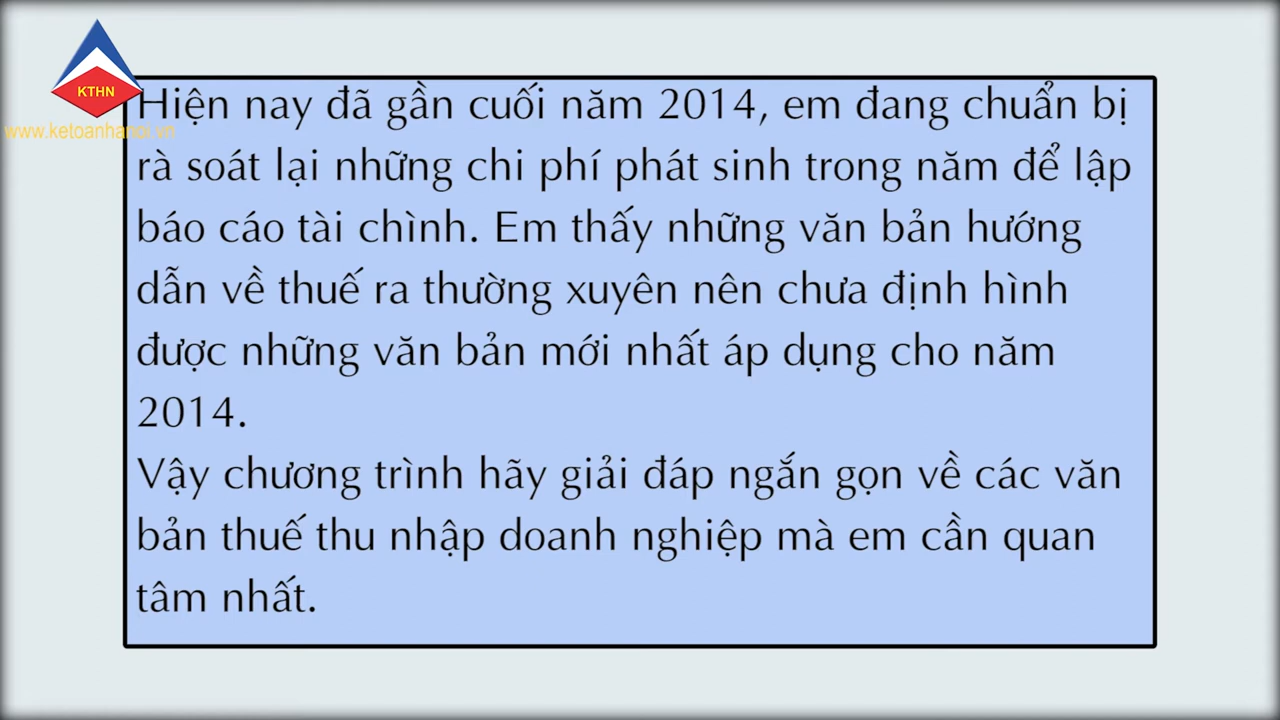 KTHN
www.ketoanhanoi.vn
Hiện nay đã gần cuối năm 2014, em đang chuẩn bị
rà soát lại những chi phí phát sinh trong năm để lập
báo cáo tài chình. Em thấy những văn bản hướng
dẫn về thuế ra thường xuyên nên chưa định hình
được những văn bản mới nhất áp dụng cho năm
2014.
Vậy chương trình hãy giải đáp ngắn gọn về các văn
bản thuế thu nhập doanh nghiệp mà em cần quan
tâm nhất.